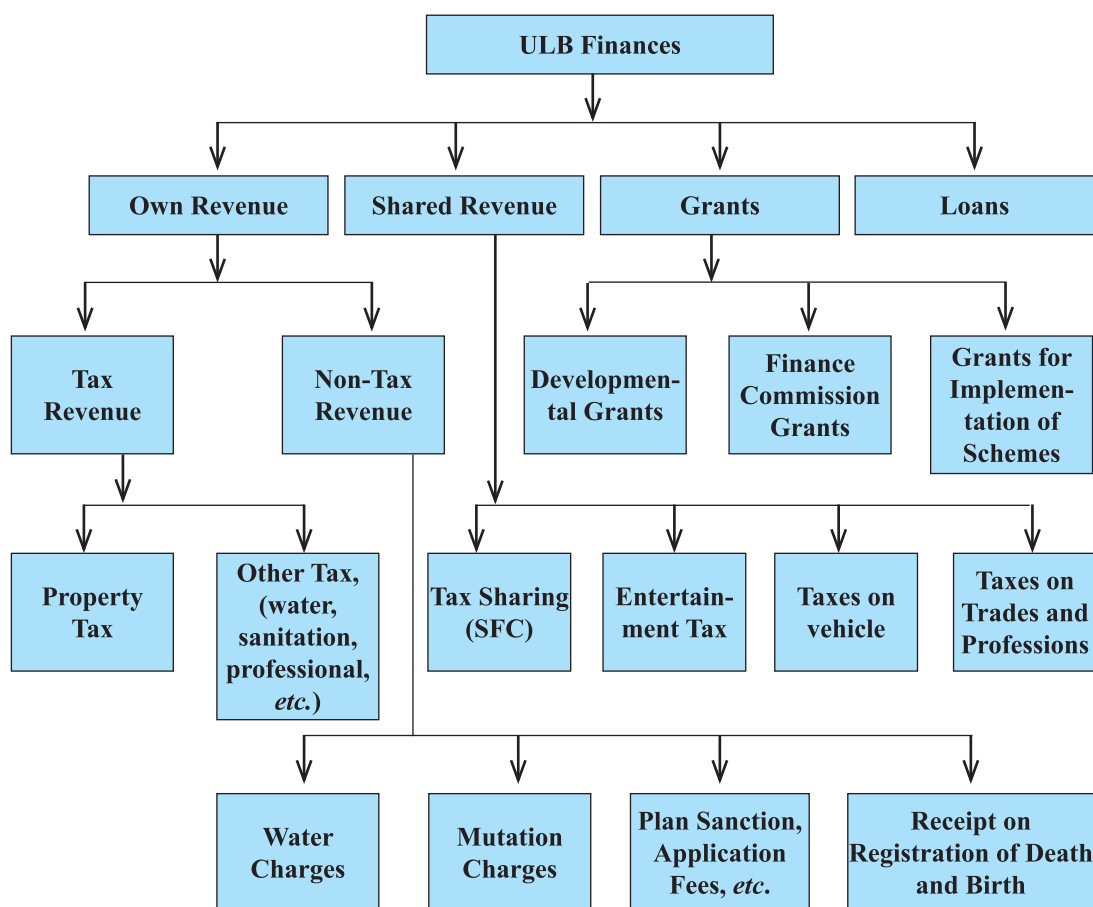 ULB Finances
Own Revenue
Shared Revenue
Grants
Loans
Tax
Revenue
Non-Tax
Revenue
Developmen-
tal Grants
Finance
Commission
Grants
Grants for
Implemen-
tation of
Schemes
Property
Tax
Other Tax,
(water,
sanitation,
professional,
etc.)
Tax Sharing
(SFC)
Entertain-
ment Tax
Taxes on
vehicle
Taxes on
Trades and
Professions
Water
Charges
Mutation
Charges
Plan Sanction,
Application
Fees, etc.
Receipt on
Registration of Death
and Birth